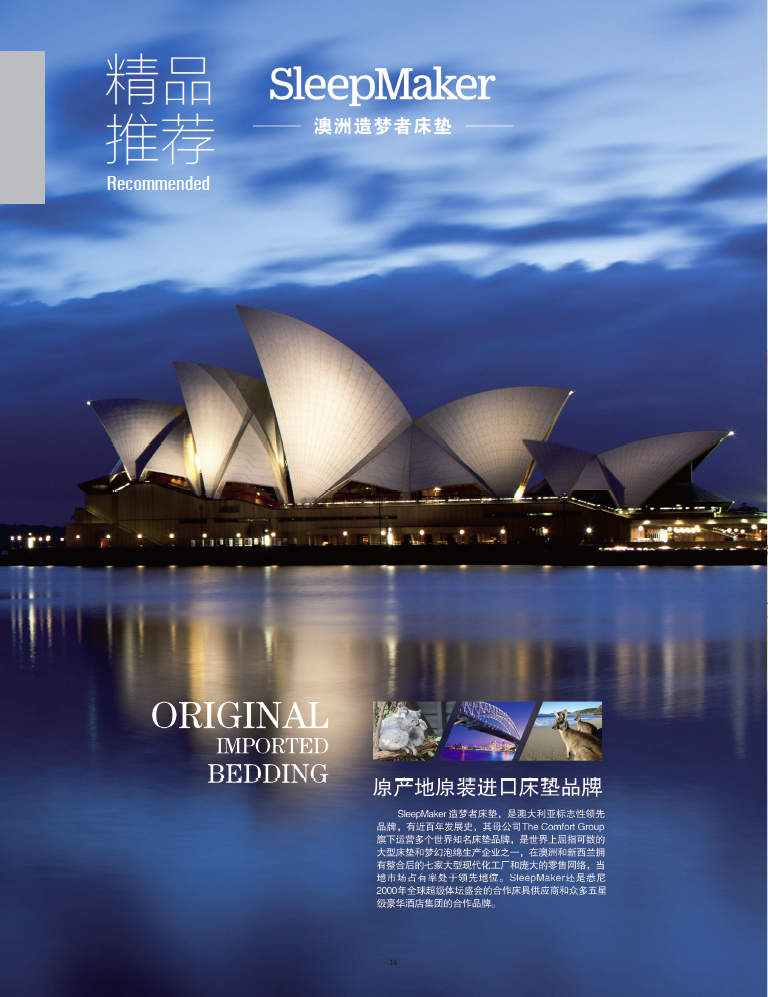 精品
推荐
Recommended
SleepMaker
澳洲造梦者床垫
ORIGINAL
IMPORTED
BEDDING
原产地原装进口床垫品牌
SleepMaker 造梦者床垫，是澳大利亚标志性领先
品牌，有近百年发展史，其母公司The Comfort Group
旗下运营多个世界知名床垫品牌，是世界上屈指可数的
大型床垫和梦幻泡绵生产企业之一，在澳洲和新西兰拥
有整合后的七家大型现代化工厂和庞大的零售网络，当
地市场占有率处于领先地位。SleepMaker还是悉尼
2000年全球超级体坛盛会的合作床具供应商和众多五星
级豪华酒店集团的合作品牌。
14